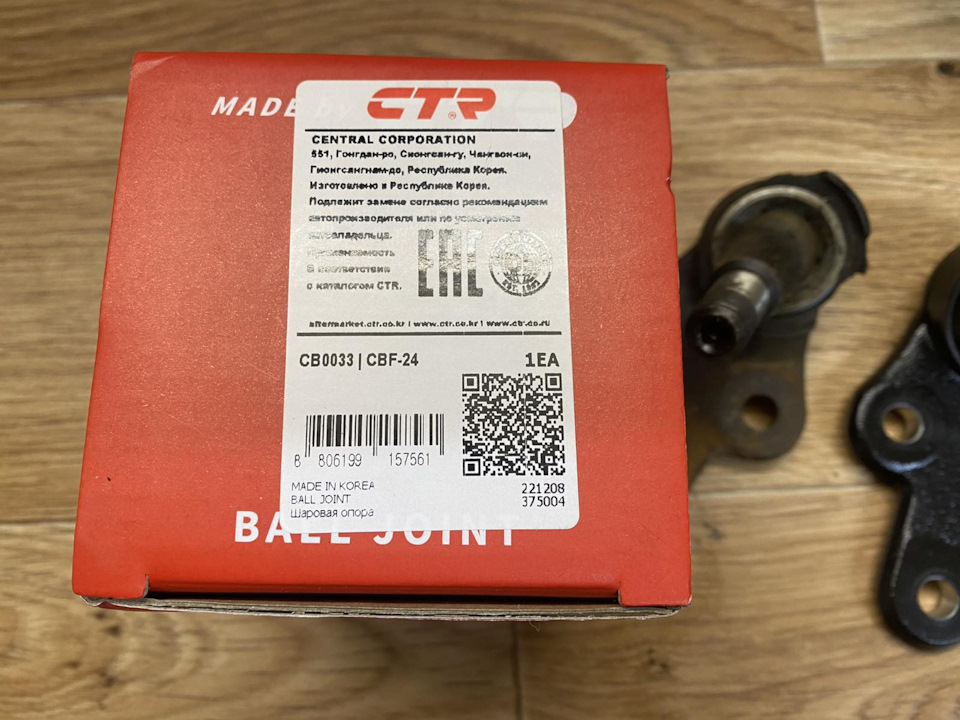 MADE by
CTR
CENTRAL CORPORATION
551, Гонгдан-ро, Сионгсан-гу, Чангвон-си,
Гионгсангнам-до, Республика Корея.
Изготовлено в Республике Корея.
Подлежит замене согласно рекомендациям
автопроизводителя или по усмотрению
автовладельца.
Применяемость
в соответствии
с каталогом CTR.
EAC
EST. 1952
aftermarket.ctr.co.kr | www.ctr.co.kr | www.ctr.co.ru
CB0033 | CBF-24 1EA
8 806199 157561
MADE IN KOREA
BALL JOINT
Шаровая опора
221208
375004
BALL JOINT